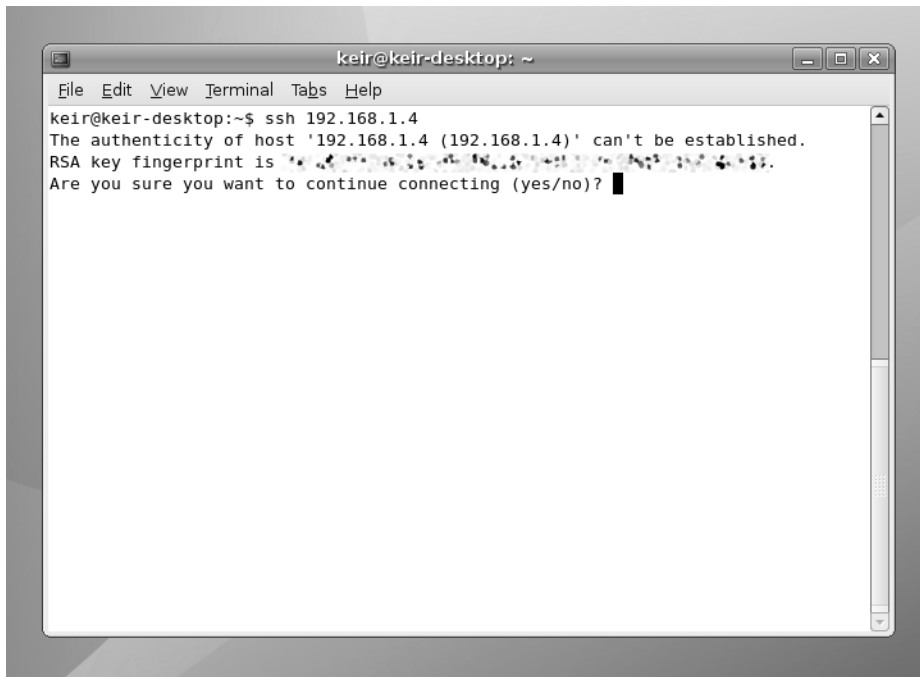 keir@keir-desktop: ~
File Edit View Terminal Tabs Help
keir@keir-desktop:~$ ssh 192.168.1.4
The authenticity of host '192.168.1.4 (192.168.1.4)' can't be established.
RSA key fingerprint is .
Are you sure you want to continue connecting (yes/no)?